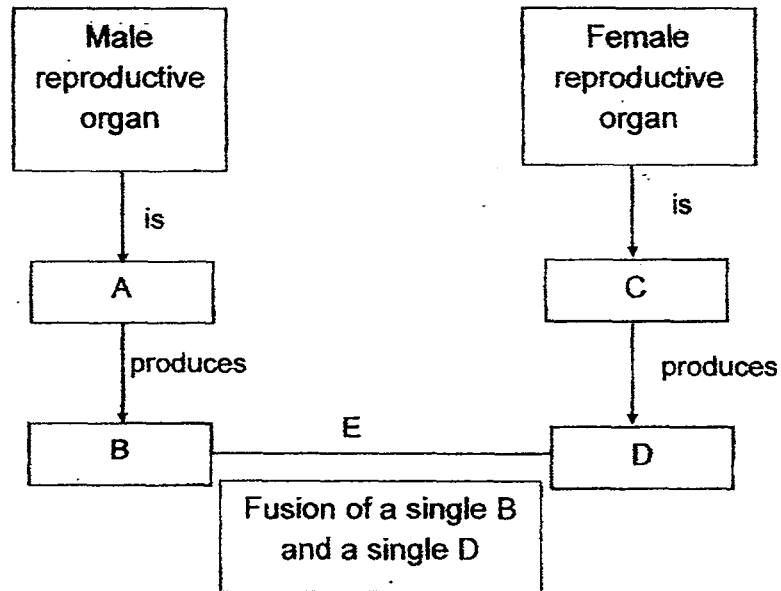 Male
reproductive
organ
Female
reproductive
organ
is
is
A
C
produces
produces
B
E
D
Fusion of a single B
and a single D